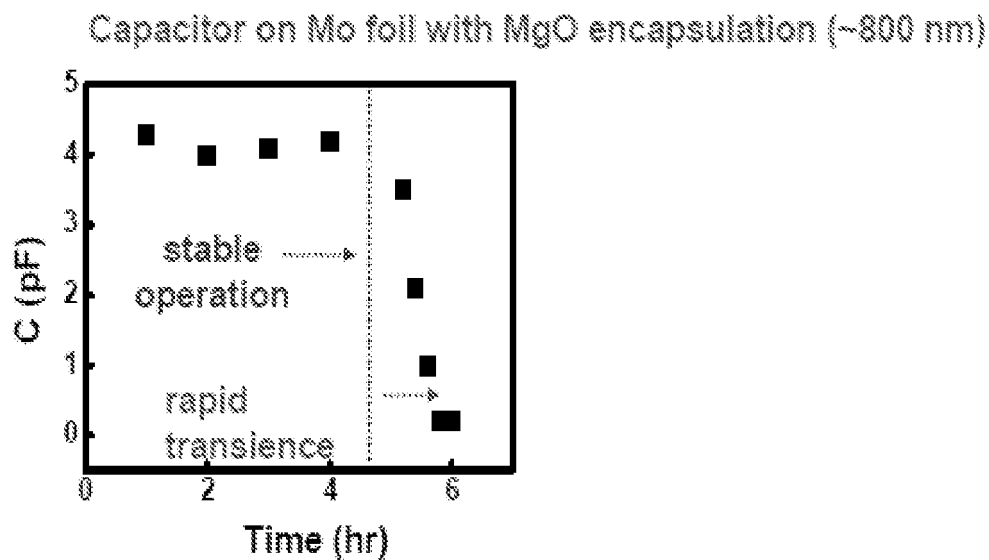 Capacitor on Mo foil with MgO encapsulation (~800 nm)
5
4
3
2
1
0
C (pF)
stable
operation
rapid
transience
0 2 4 6
Time (hr)